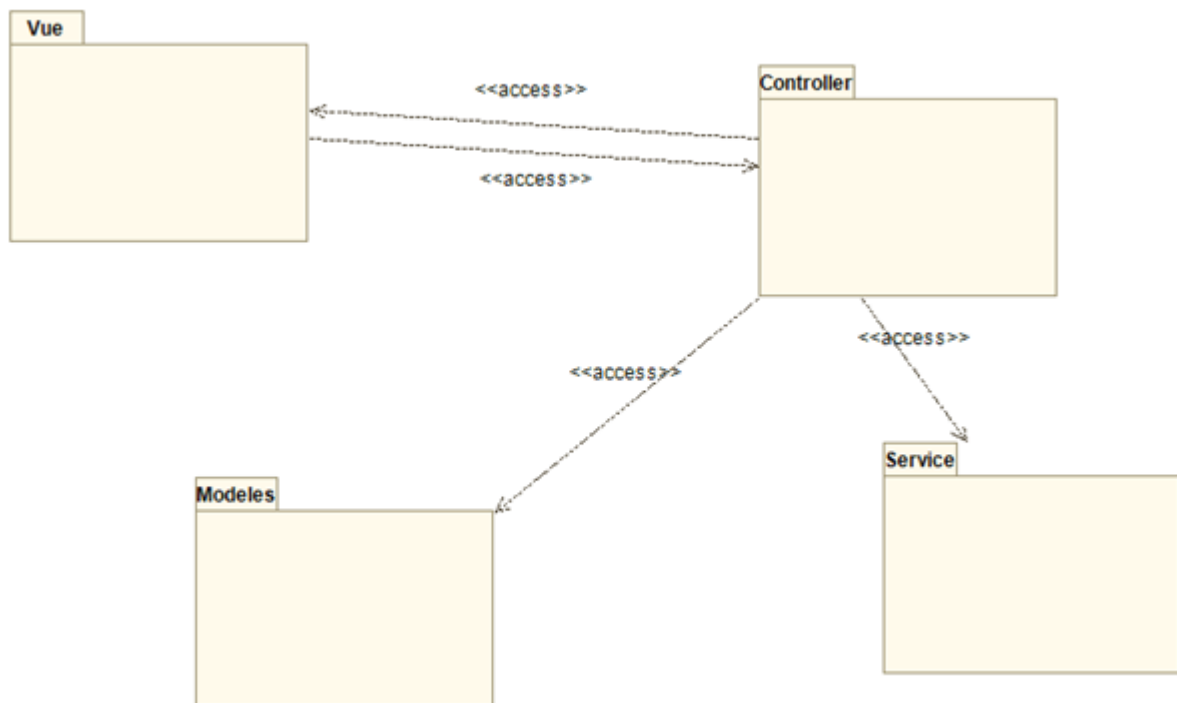 Vue
Controller
<<access>>
<<access>>
<<access>>
<<access>>
Modeles
Service